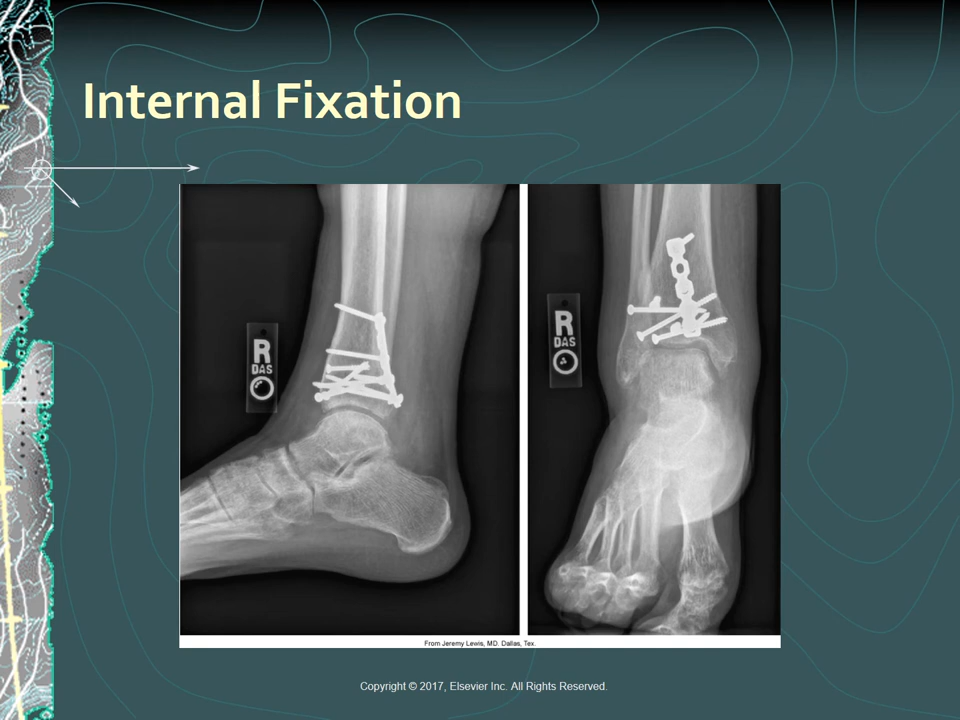 Internal Fixation
R
DAS
R
DAS
From Jeremy Lewis, MD. Dallas, Tex.
Copyright © 2017, Elsevier Inc. All Rights Reserved.